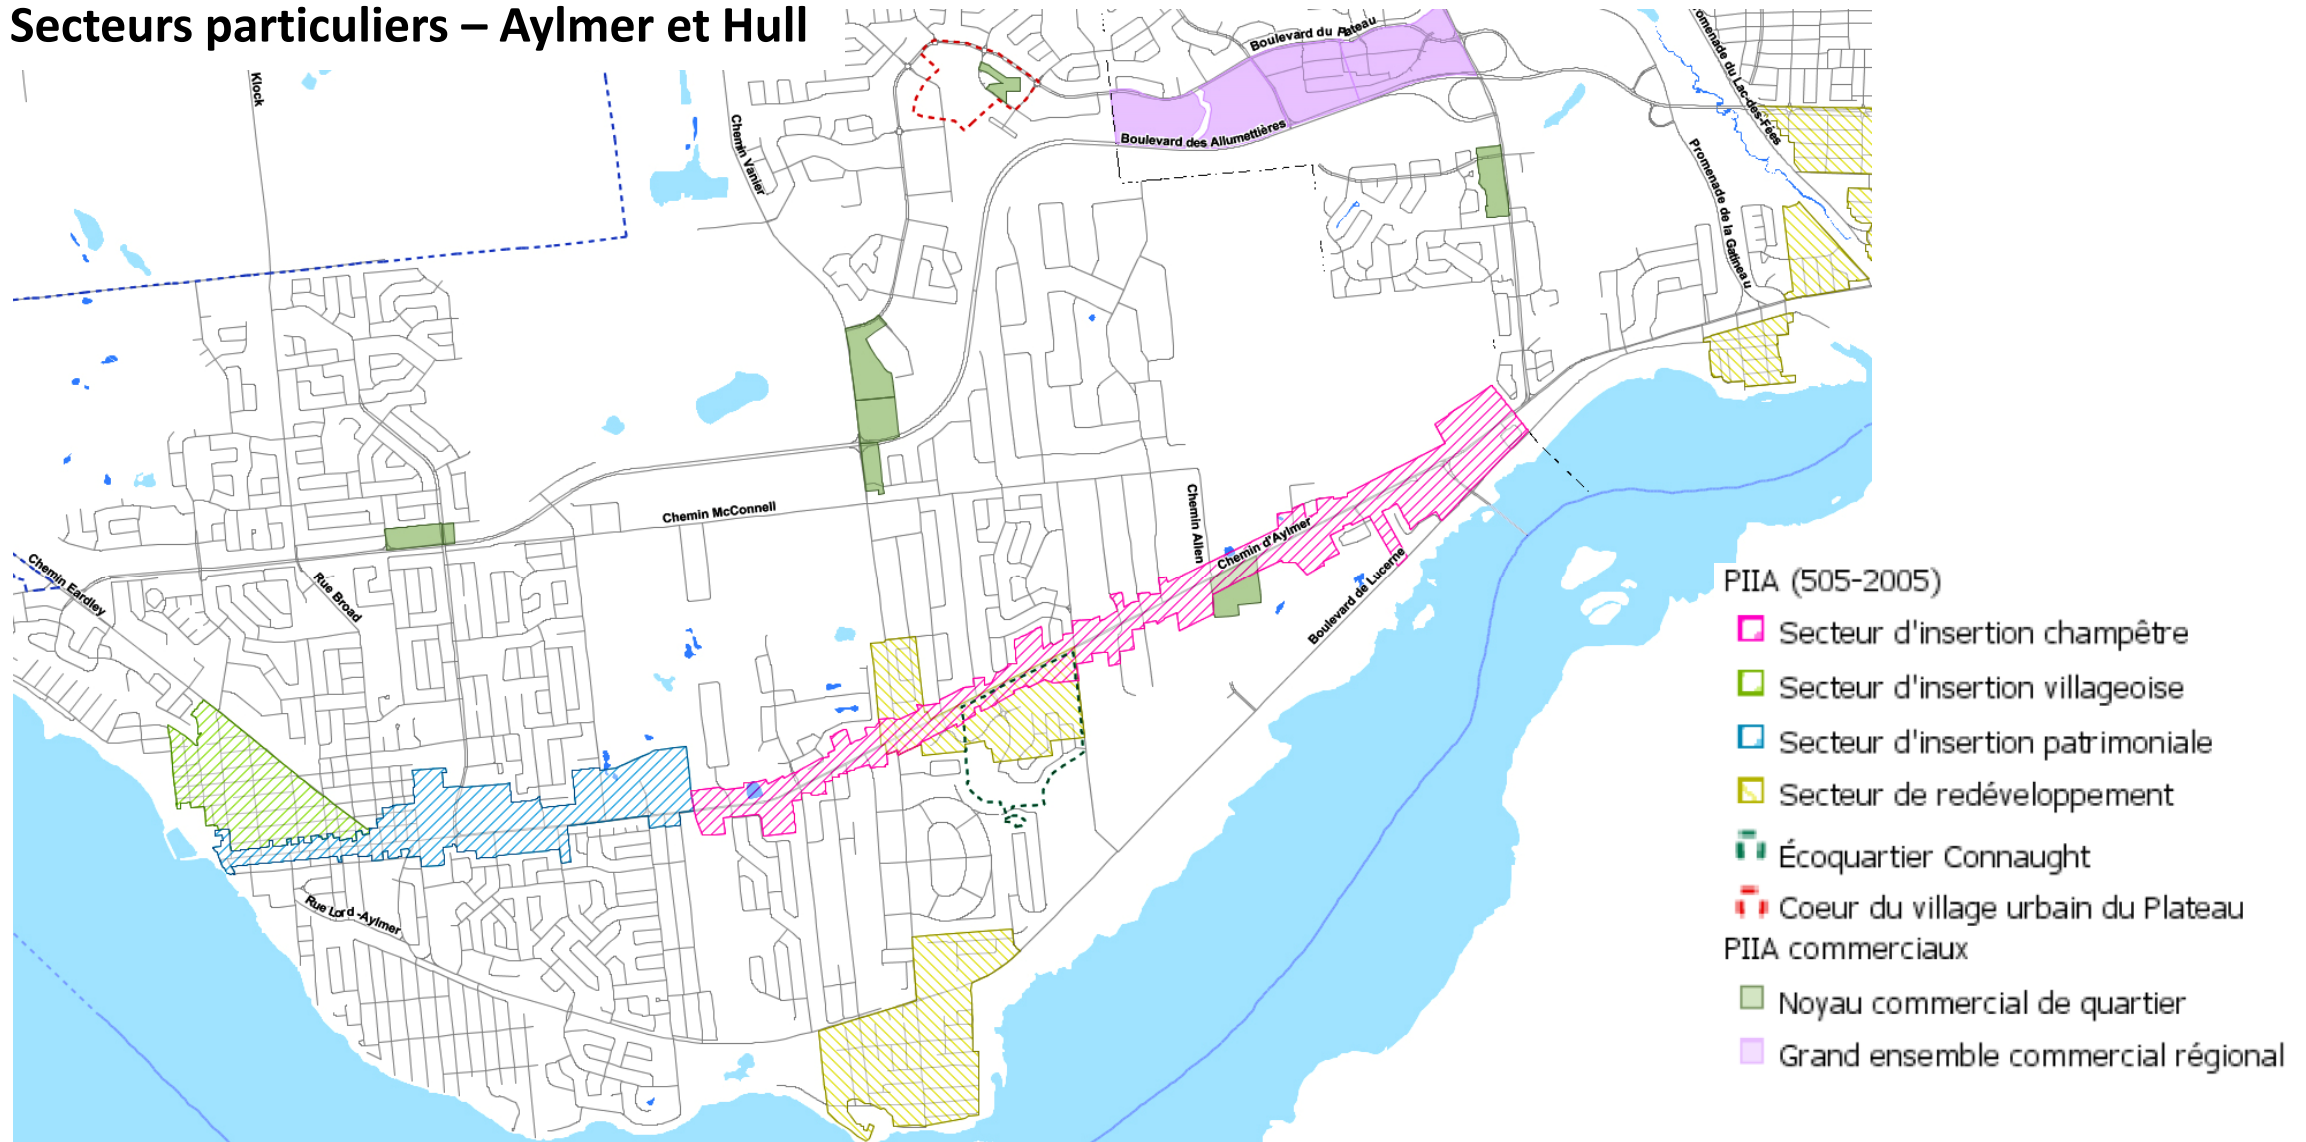 Secteurs particuliers – Aylmer et Hull
Klock
Chemin Vanier
Boulevard du Plateau
Boulevard des Allumettières
Promenade du Lac-des-Fées
Promenade de la Gatineau
Chemin McConnell
Chemin Allen
Chemin d'Aylmer
Boulevard de Lucerne
Chemin Eardley
Rue Broad
Rue Lord-Aylmer
PIIA (505-2005)
Secteur d'insertion champêtre
Secteur d'insertion villageoise
Secteur d'insertion patrimoniale
Secteur de redéveloppement
Écoquartier Connaught
Coeur du village urbain du Plateau
PIIA commerciaux
Noyau commercial de quartier
Grand ensemble commercial régional